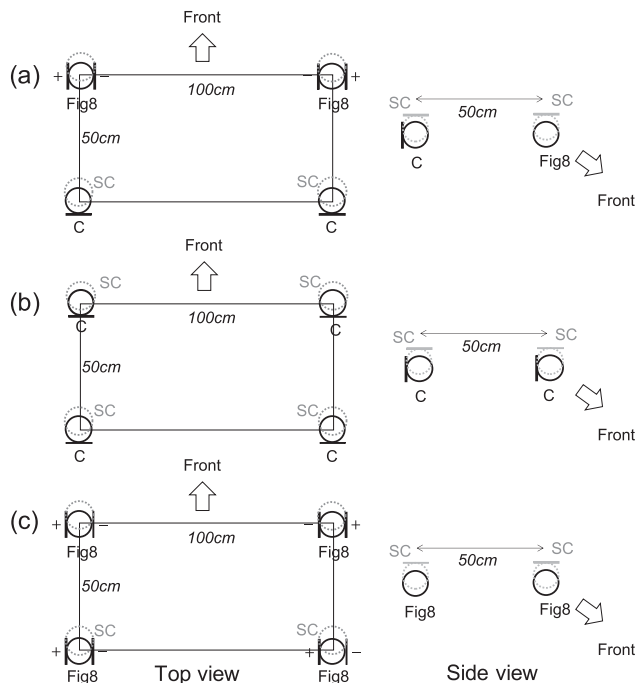 Front
(a)
+ – – +
Fig8 100cm Fig8
50cm
SC SC
C C
SC SC
50cm
C Fig8
Front
Front
(b)
SC SC
C 100cm C
50cm
SC SC
C C
SC SC
50cm
C C
Front
Front
(c)
+ – – +
Fig8 100cm Fig8
50cm
SC SC
+ – + –
Fig8 Fig8
SC SC
50cm
Fig8 Fig8
Front
Top view Side view